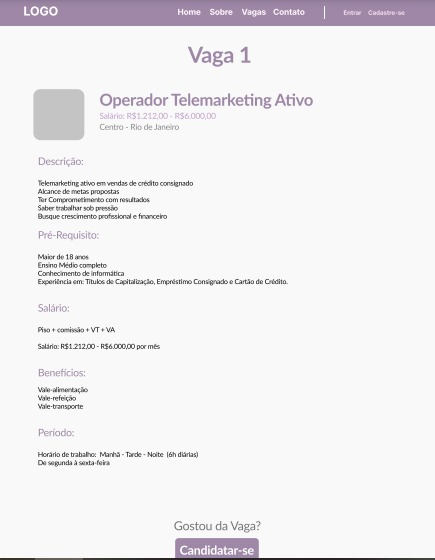 LOGO
Home Sobre Vagas Contato Entrar Cadastre-se
Vaga 1
Operador Telemarketing Ativo
Salário: R$1.212,00 - R$6.000,00
Centro - Rio de Janeiro
Descrição:
Telemarketing ativo em vendas de crédito consignado
Alcance de metas propostas
Ter Comprometimento com resultados
Saber trabalhar sob pressão
Busque crescimento profissional e financeiro
Pré-Requisito:
Maior de 18 anos
Ensino Médio completo
Conhecimento de informática
Experiência em: Títulos de Capitalização, Empréstimo Consignado e Cartão de Crédito.
Salário:
Piso + comissão + VT + VA
Salário: R$1.212,00 - R$6.000,00 por mês
Benefícios:
Vale-alimentação
Vale-refeição
Vale-transporte
Período:
Horário de trabalho: Manhã - Tarde - Noite (6h diárias)
De segunda à sexta-feira
Gostou da Vaga?
Candidatar-se